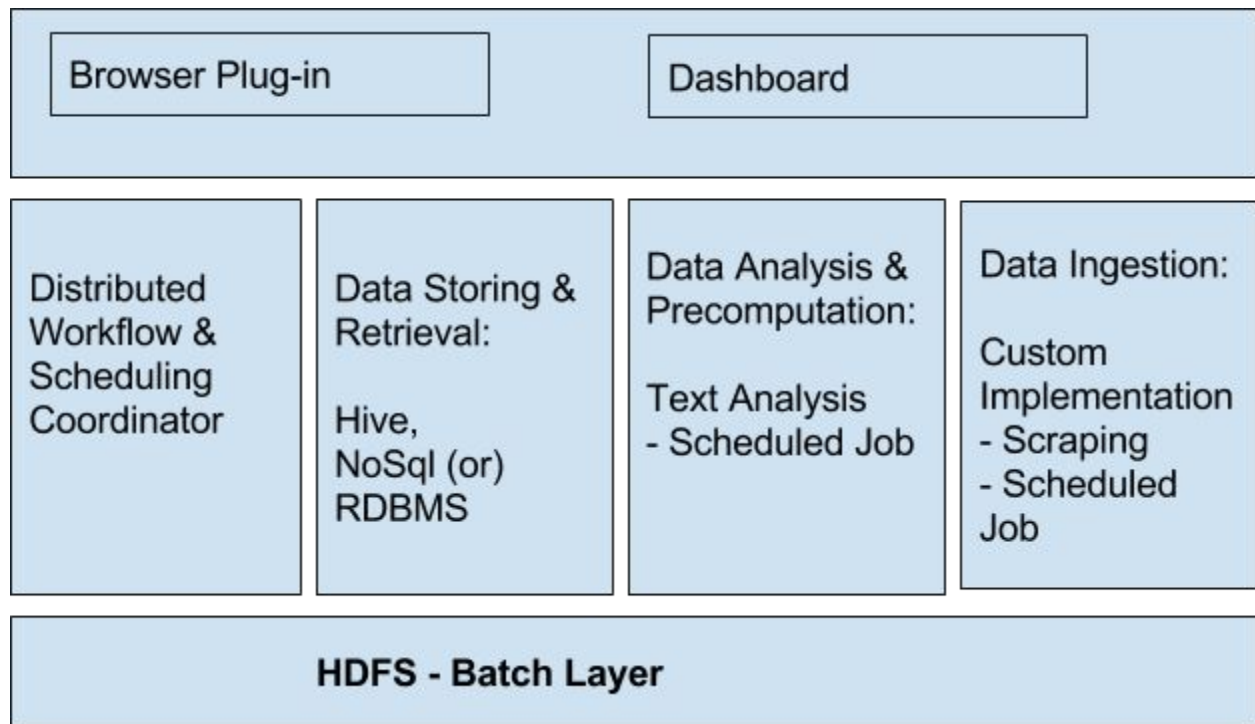 Browser Plug-in
Dashboard
Distributed
Workflow &
Scheduling
Coordinator
Data Storing &
Retrieval:
Hive,
NoSql (or)
RDBMS
Data Analysis &
Precomputation:
Text Analysis
- Scheduled Job
Data Ingestion:
Custom
Implementation
- Scraping
- Scheduled
Job
HDFS - Batch Layer